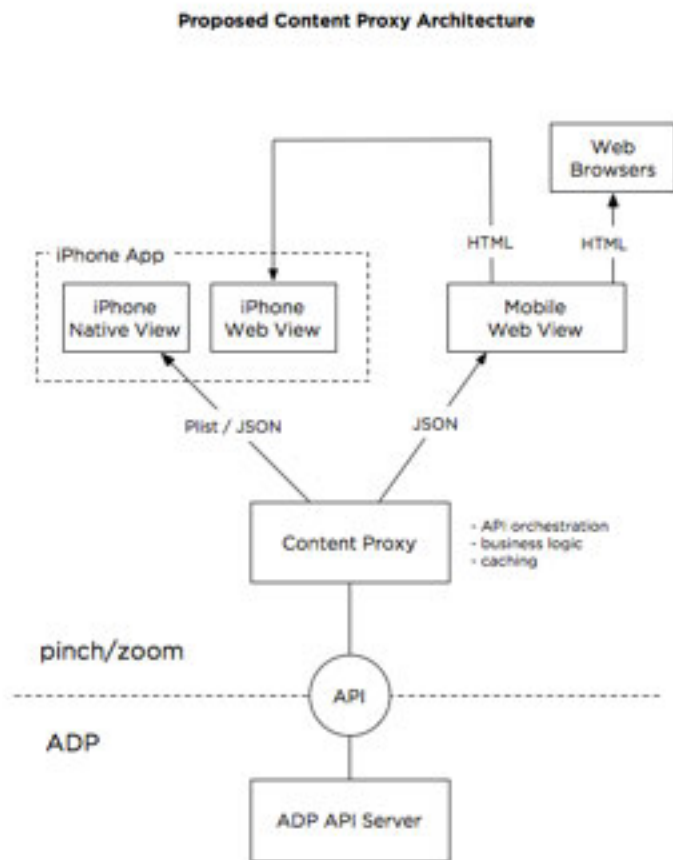 Proposed Content Proxy Architecture
Web
Browsers
HTML
HTML
iPhone App
iPhone
Native View
iPhone
Web View
Mobile
Web View
Plist / JSON
JSON
Content Proxy
- API orchestration
- business logic
- caching
pinch/zoom
API
ADP
ADP API Server